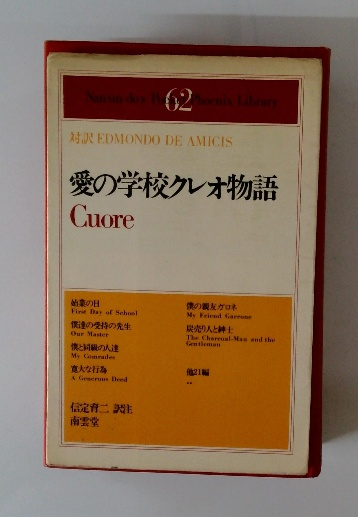 Nan'un-do's Pocket Phoenix Library
62
対訳 EDMONDO DE AMICIS
愛の学校クレオ物語
Cuore
始業の日
First Day of School
僕達の受持の先生
Our Master
僕と同級の人達
My Comrades
寛大な行為
A Generous Deed
僕の親友ガロネ
My Friend Garrone
炭売り人と紳士
The Charcoal-Man and the
Gentleman
他21編
信定育二 訳注
南雲堂